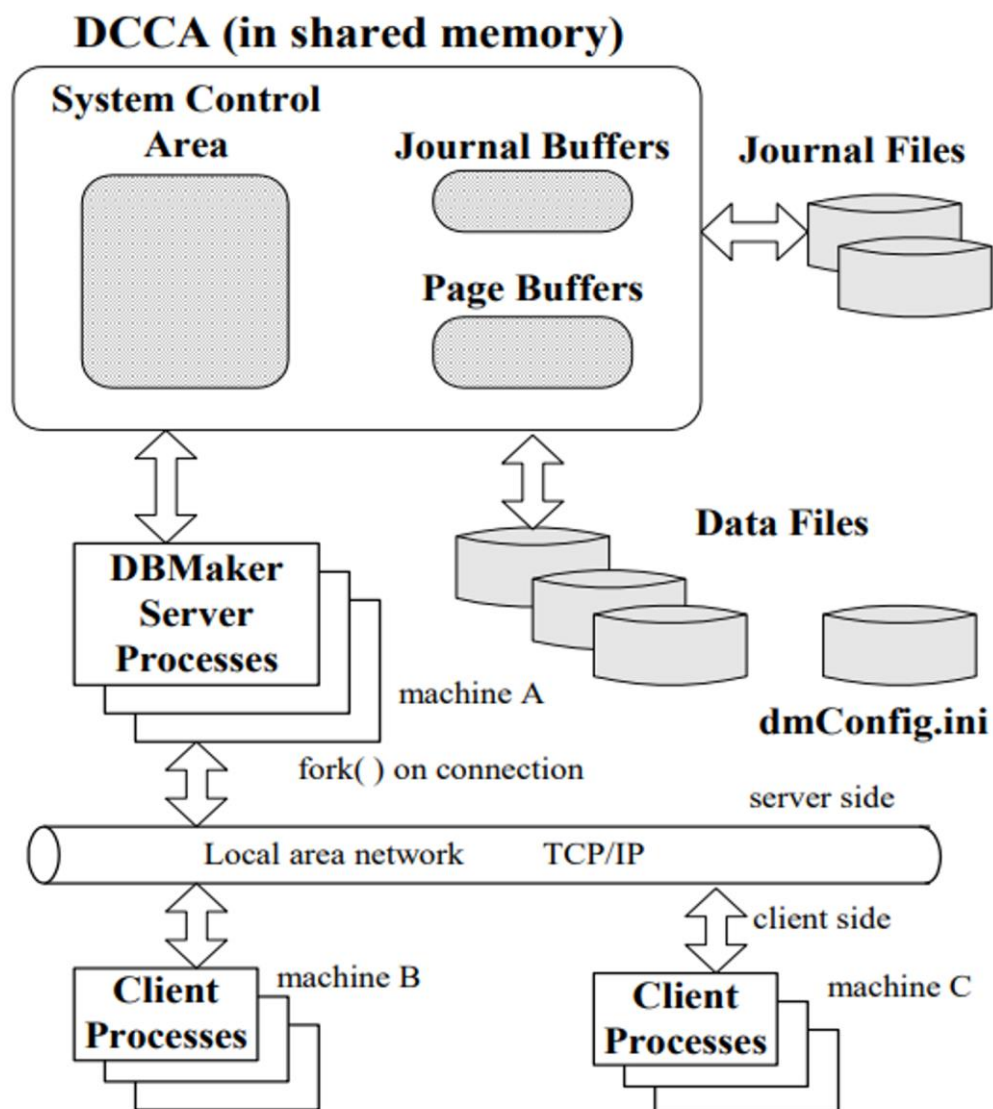 DCCA (in shared memory)
System Control
Area
Journal Buffers
Page Buffers
Journal Files
DBMaker
Server
Processes
Data Files
machine A
dmConfig.ini
fork( ) on connection
server side
Local area network TCP/IP
client side
Client
Processes
machine B
Client
Processes
machine C